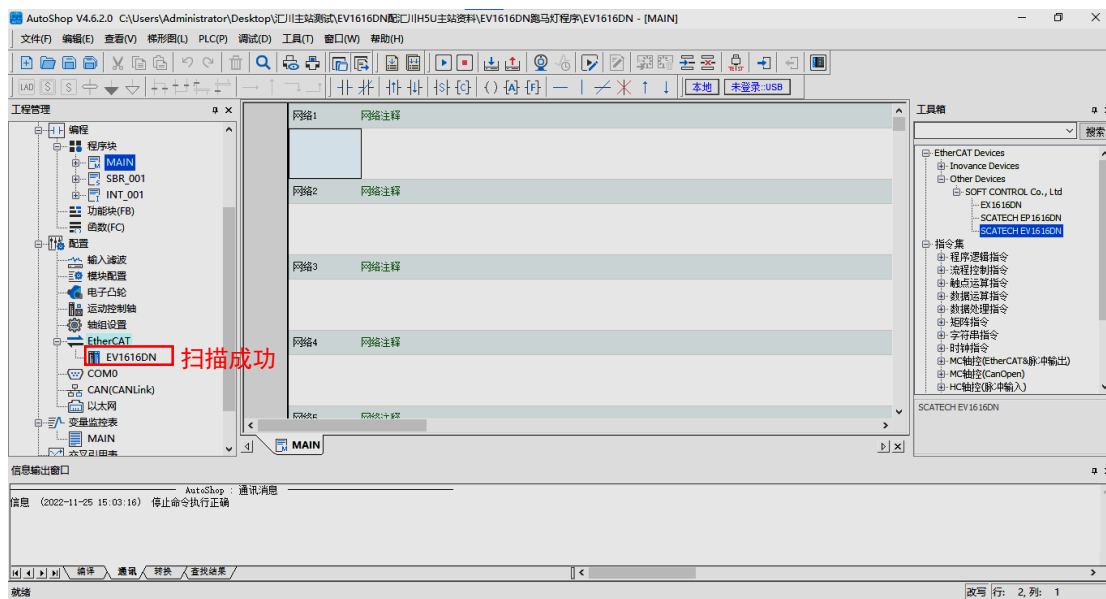 AutoShop V4.6.2.0 C:\Users\Administrator\Desktop\汇川主站测试\EV1616DN配汇川H5U主站资料\EV1616DN跑马灯程序\EV1616DN - [MAIN]
文件(F) 编辑(E) 查看(V) 梯形图(L) PLC(P) 调试(D) 工具(T) 窗口(W) 帮助(H)
LAD S S
本地 未登录::USB
工程管理
编程
程序块
MAIN
SBR_001
INT_001
功能块(FB)
函数(FC)
配置
输入滤波
模块配置
电子凸轮
运动控制轴
轴组设置
EtherCAT
EV1616DN 扫描成功
COM0
CAN(CANLink)
以太网
变量监控表
MAIN
交叉引用表
网络1 网络注释
网络2 网络注释
网络3 网络注释
网络4 网络注释
网络5 网络注释
MAIN
工具箱
搜索
EtherCAT Devices
Inovance Devices
Other Devices
SOFT CONTROL Co., Ltd
EX1616DN
SCATECH EP1616DN
SCATECH EV1616DN
指令集
程序逻辑指令
流程控制指令
触点运算指令
数据运算指令
数据处理指令
矩阵指令
字符串指令
时钟指令
MC轴控(EtherCAT&脉冲输出)
MC轴控(CanOpen)
HC轴控(脉冲输入)
SCATECH EV1616DN
信息输出窗口
AutoShop : 通讯消息
信息 (2022-11-25 15:03:16) 停止命令执行正确
编译 通讯 转换 查找结果
就绪 改写 行: 2, 列: 1